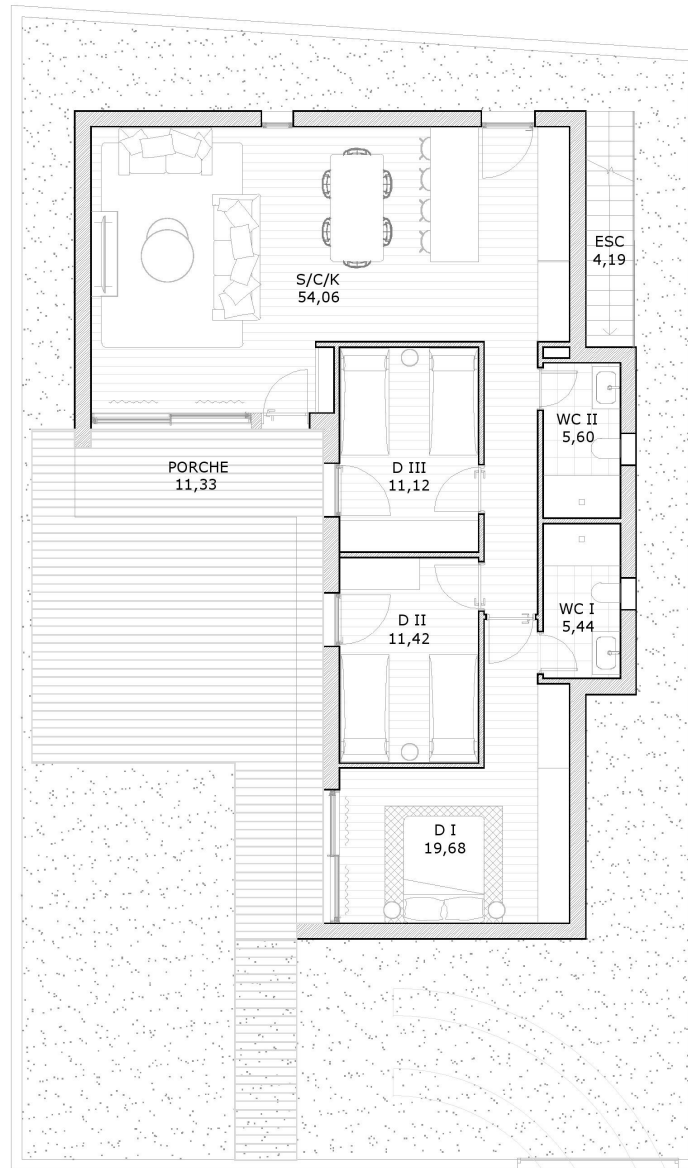 ESC
4,19
S/C/K
54,06
WC II
5,60
PORCHE
11,33
D III
11,12
WC I
5,44
D II
11,42
D I
19,68